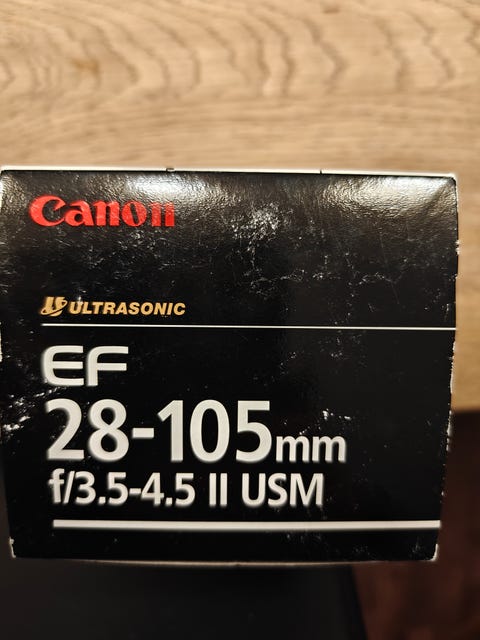 Canon
ULTRASONIC
EF
28-105mm
f/3.5-4.5 II USM